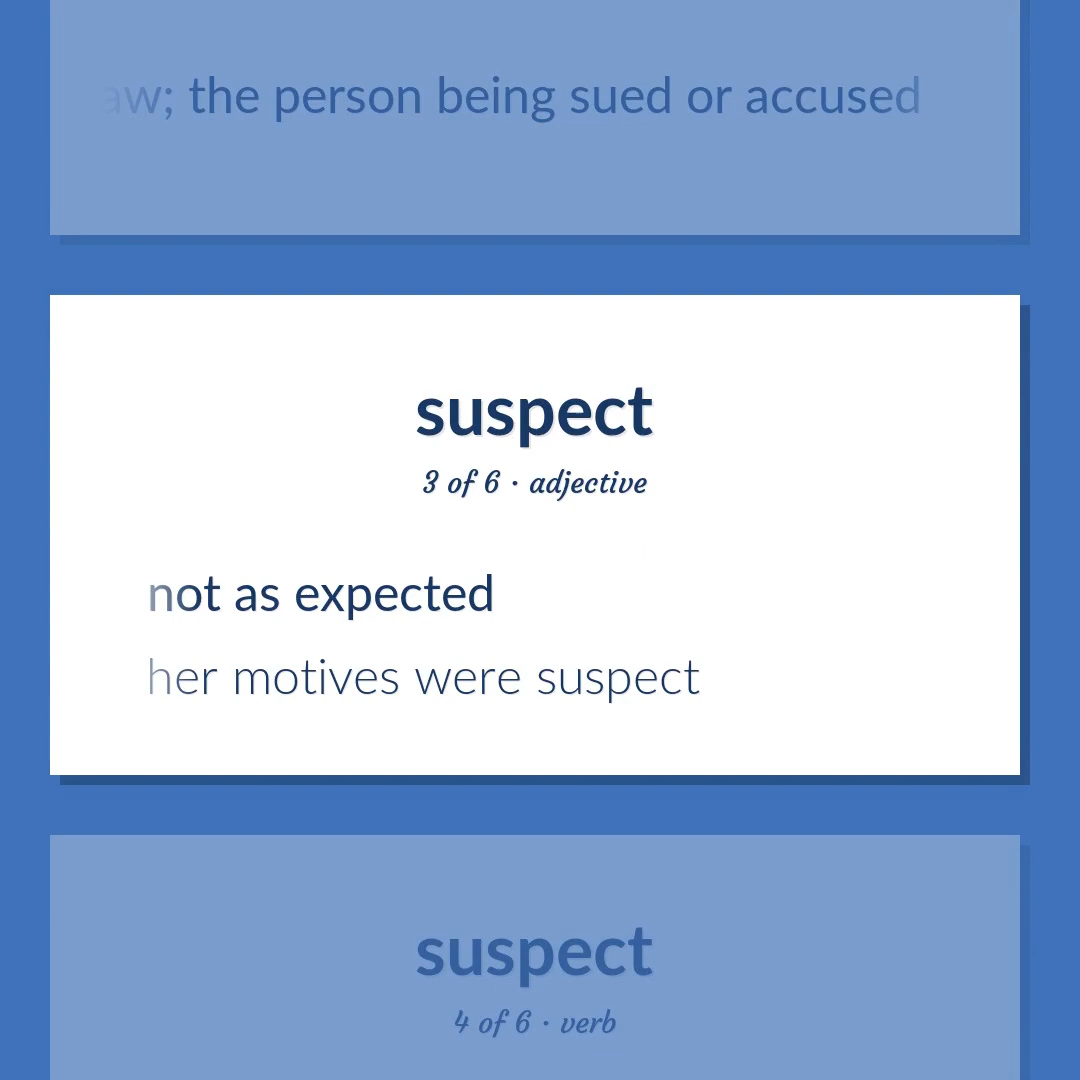 aw; the person being sued or accused
suspect
3 of 6 · adjective
not as expected
her motives were suspect
suspect
4 of 6 · verb